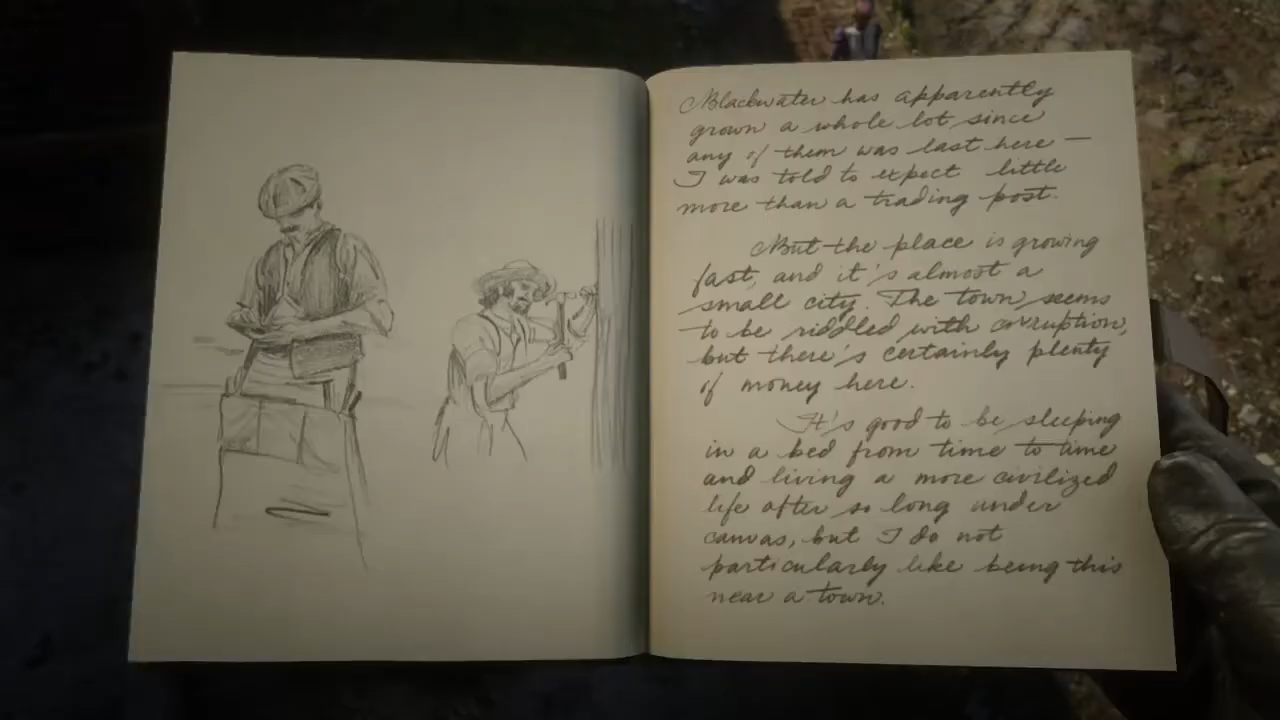 Blackwater has apparently
grown a whole lot since
any of them was last here —
I was told to expect little
more than a trading post.
But the place is growing
fast, and it's almost a
small city. The town seems
to be riddled with corruption,
but there's certainly plenty
of money here.
It's good to be sleeping
in a bed from time to time
and living a more civilized
life after so long under
canvas, but I do not
particularly like being this
near a town.